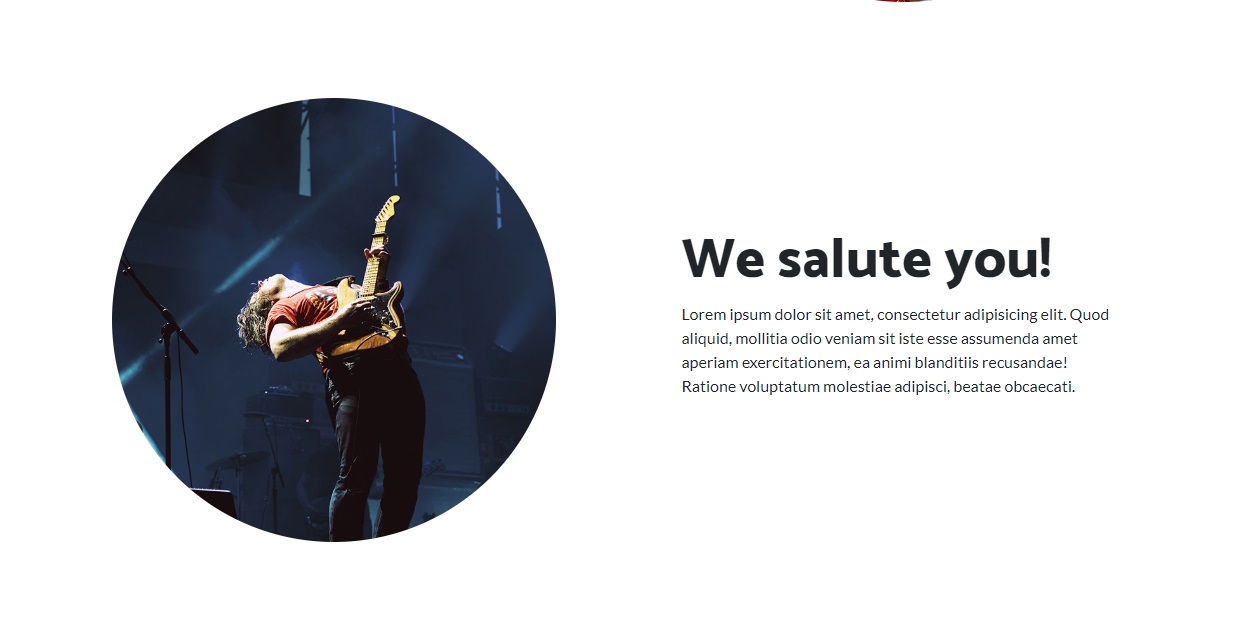 We salute you!
Lorem ipsum dolor sit amet, consectetur adipisicing elit. Quod
aliquid, mollitia odio veniam sit iste esse assumenda amet
aperiam exercitationem, ea animi blanditiis recusandae!
Ratione voluptatum molestiae adipisci, beatae obcaecati.